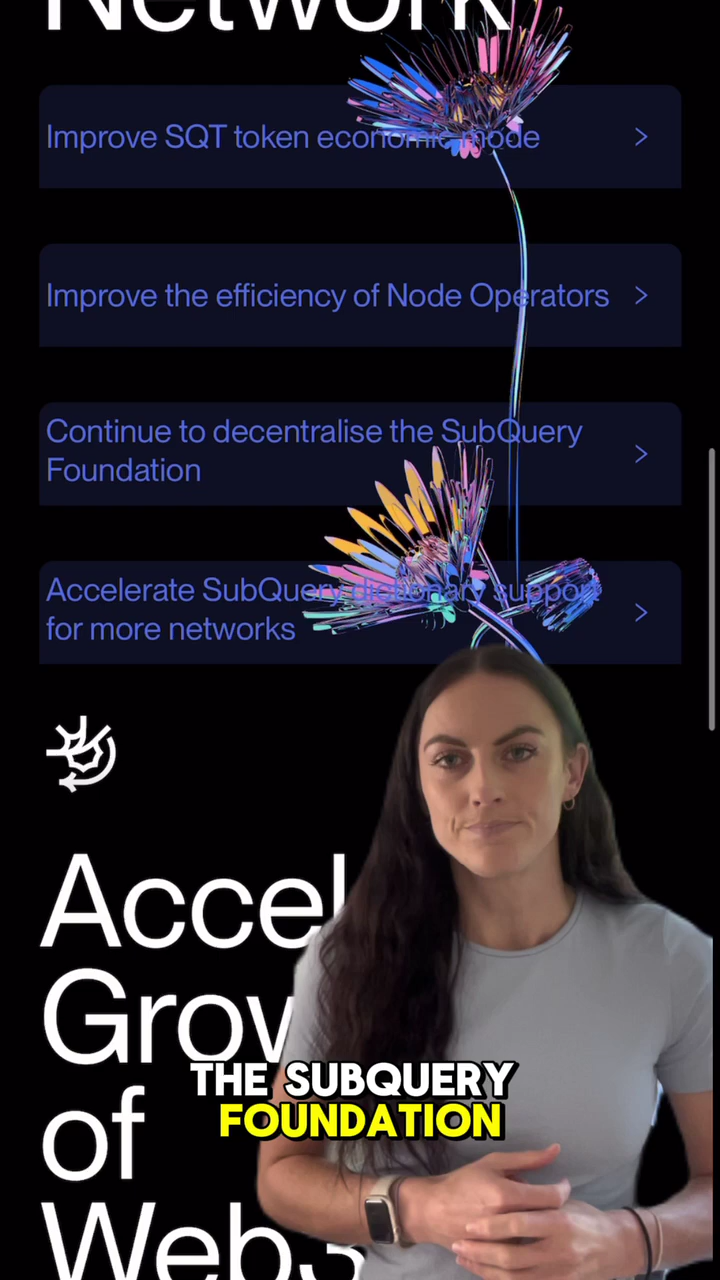 Network
Improve SQT token economic mode
Improve the efficiency of Node Operators
Continue to decentralise the SubQuery
Foundation
Accelerate SubQuery dictionary support
for more networks
Accel
Grow
of
Web3
THE SUBQUERY
FOUNDATION